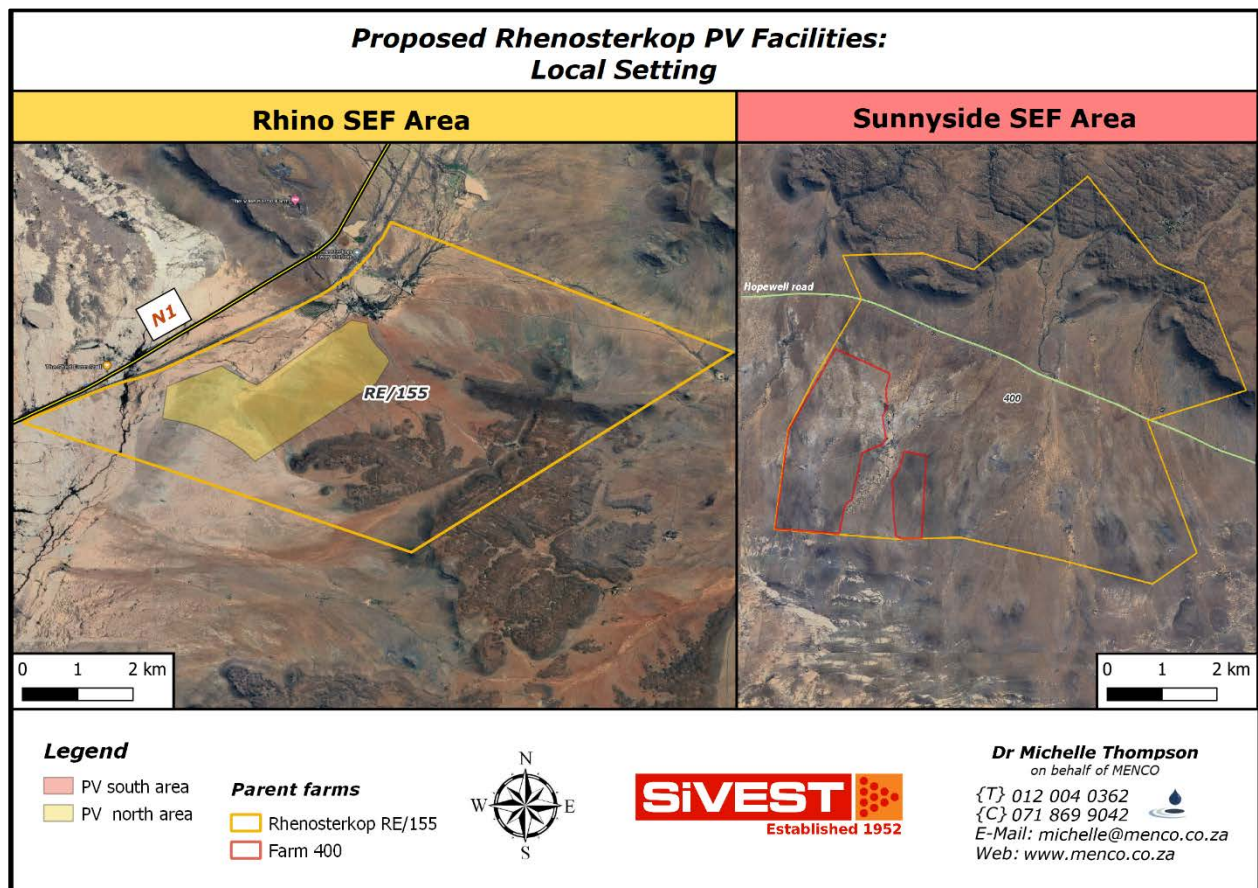 Proposed Rhenosterkop PV Facilities:
Local Setting
Rhino SEF Area
Sunnyside SEF Area
N1
RE/155
0 1 2 km
Hopewell road
400
0 1 2 km
Legend
PV south area
PV north area
Parent farms
Rhenosterkop RE/155
Farm 400
N
W E
S
SiVEST
Established 1952
Dr Michelle Thompson
on behalf of MENCO
{T} 012 004 0362
{C} 071 869 9042
E-Mail: michelle@menco.co.za
Web: www.menco.co.za